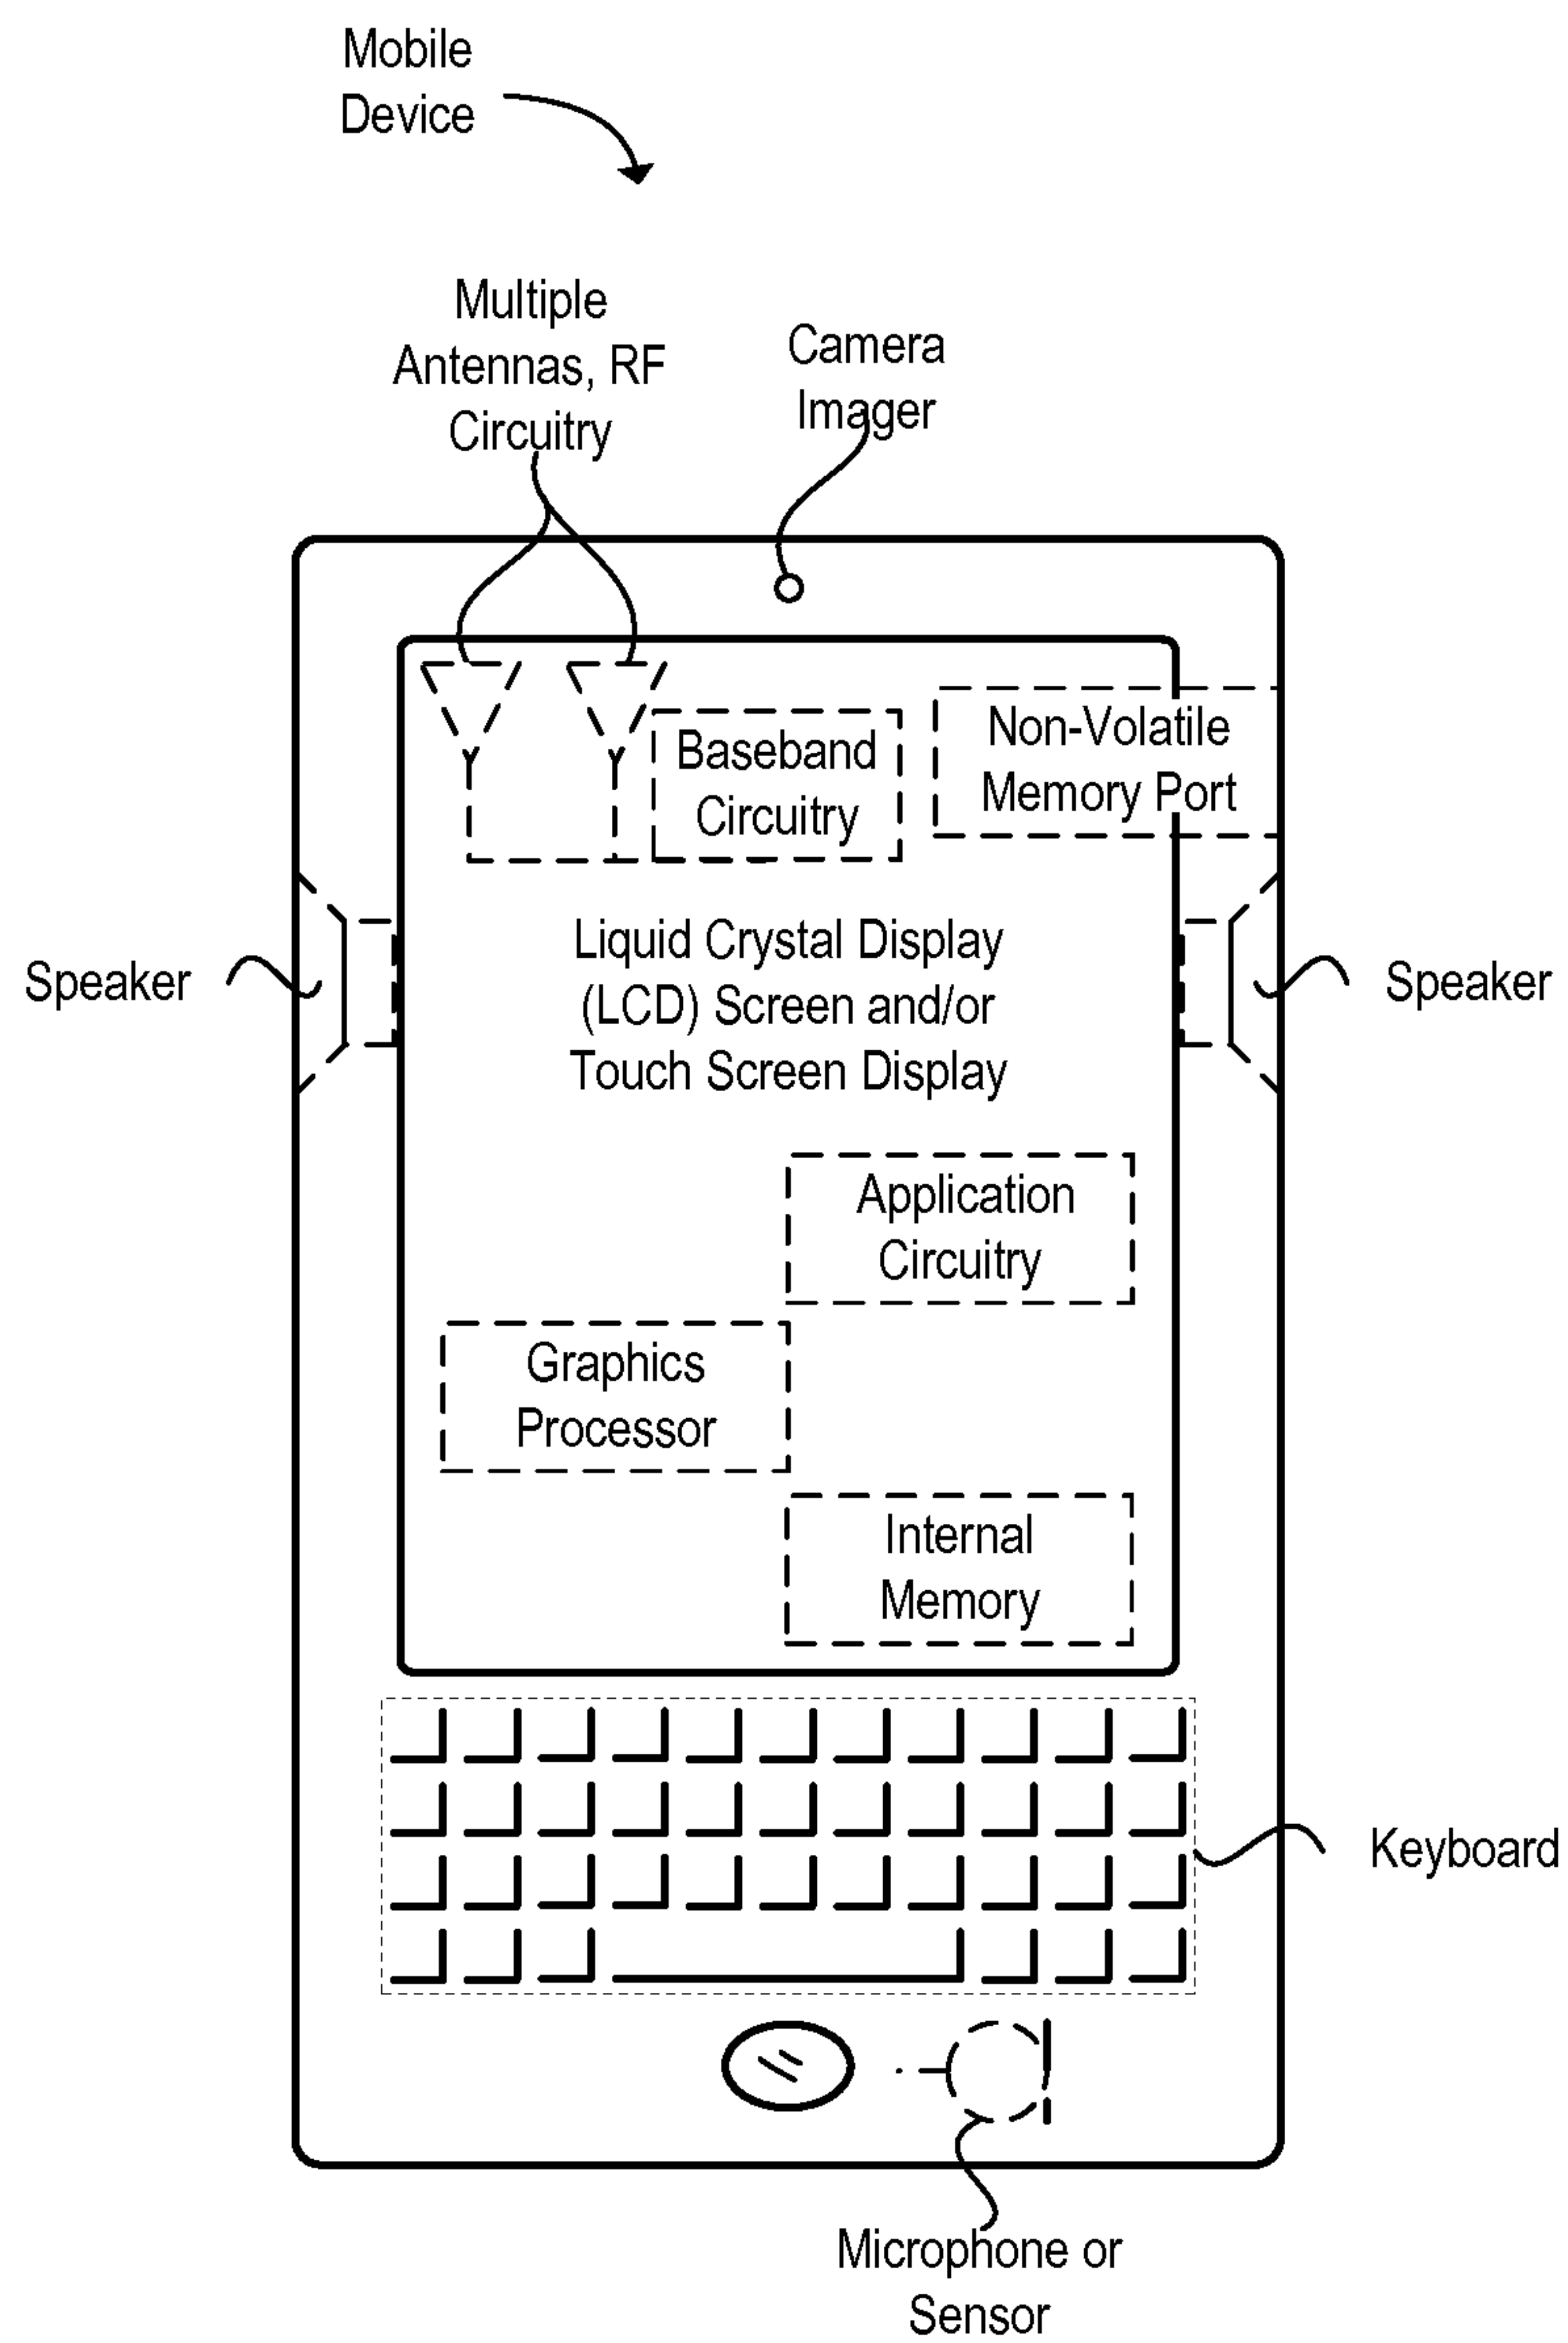 Mobile
Device
Multiple
Antennas, RF
Circuitry
Camera
Imager
Baseband
Circuitry
Non-Volatile
Memory Port
Speaker
Liquid Crystal Display
(LCD) Screen and/or
Touch Screen Display
Speaker
Application
Circuitry
Graphics
Processor
Internal
Memory
Keyboard
Microphone or
Sensor